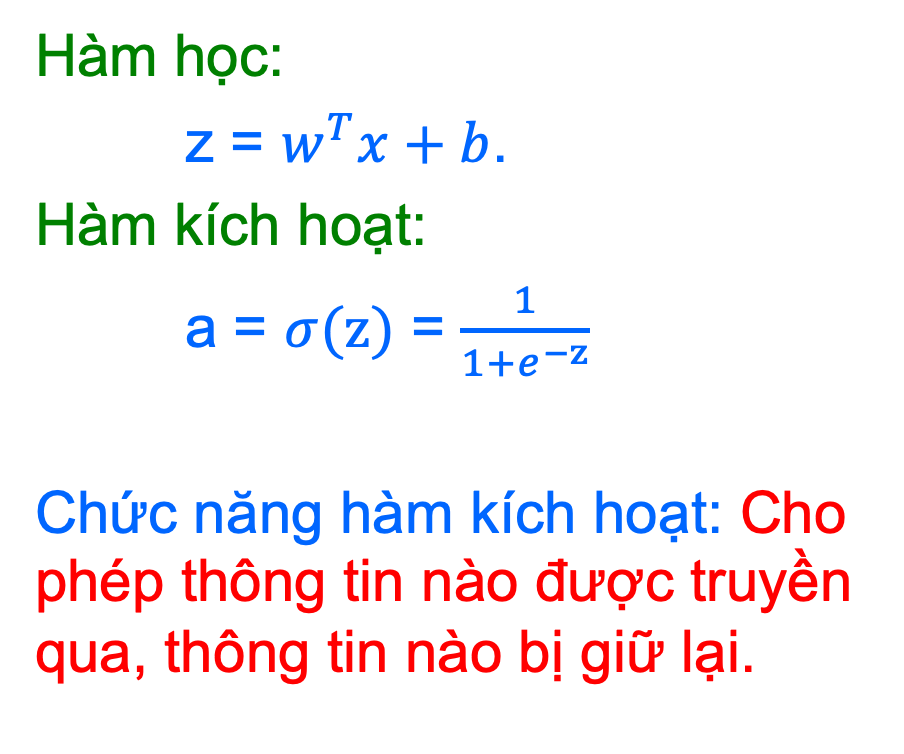 Hàm học:
z = wᵀx + b.
Hàm kích hoạt:
a = σ(z) = 1/(1+e⁻ᶻ)
Chức năng hàm kích hoạt: Cho
phép thông tin nào được truyền
qua, thông tin nào bị giữ lại.